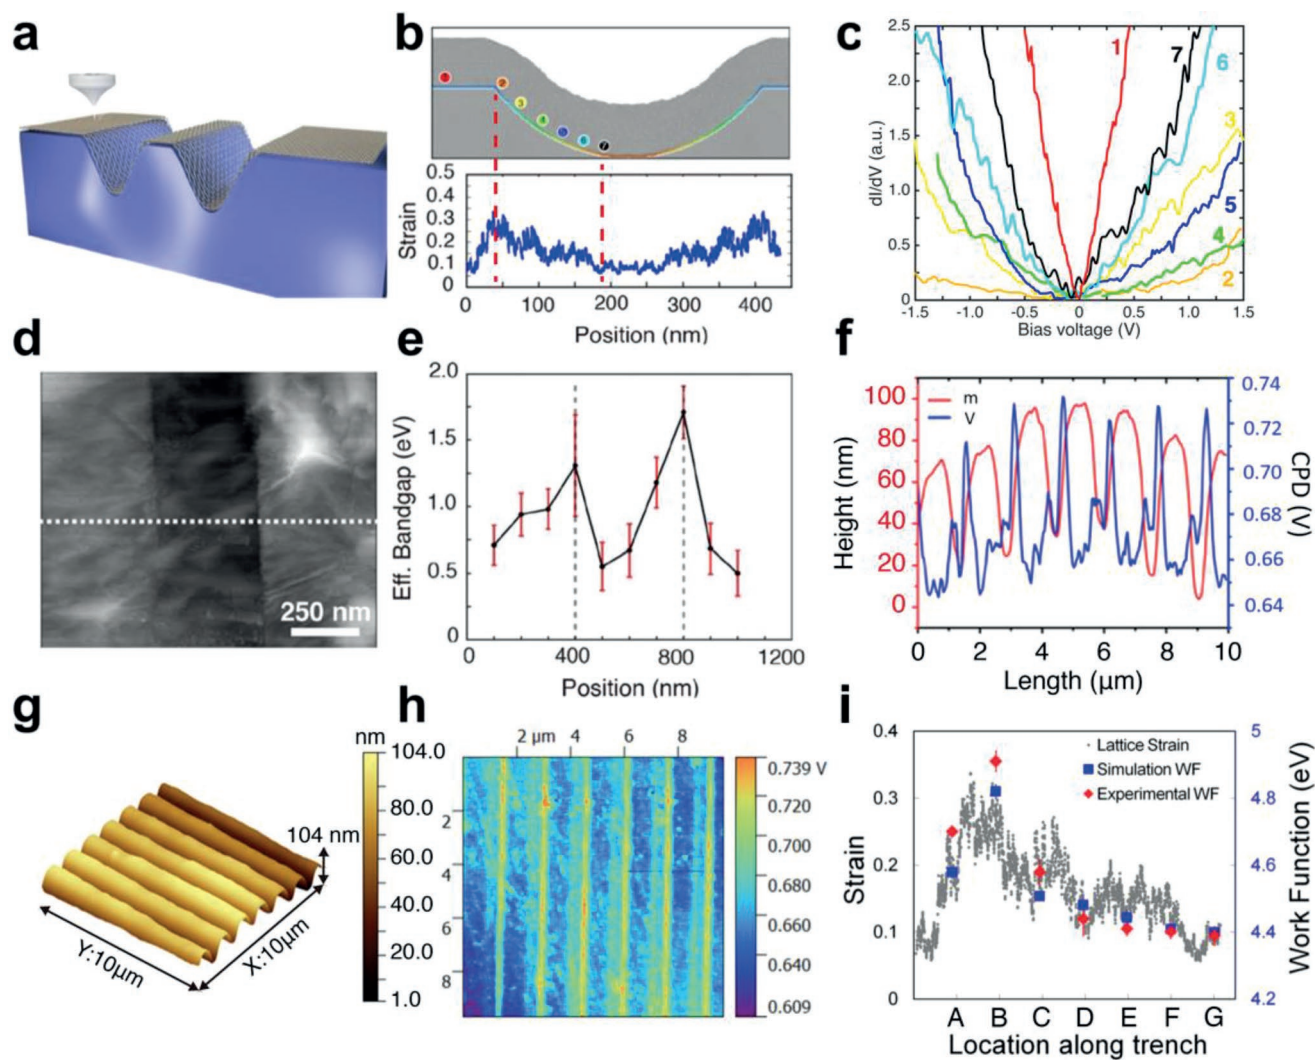 a
b
1
2
3
4
5
6
7
0.5
0.4
0.3
0.2
0.1
0
Strain
0 100 200 300 400
Position (nm)
c
2.5
2.0
1.5
1.0
0.5
0
dI/dV (a.u.)
1
7
6
3
5
4
2
-1.5 -1.0 -0.5 0 0.5 1.0 1.5
Bias voltage (V)
d
250 nm
e
2.0
1.5
1.0
0.5
0
Eff. Bandgap (eV)
0 400 800 1200
Position (nm)
f
100
80
60
40
20
0
Height (nm)
m
V
0.74
0.72
0.70
0.68
0.66
0.64
CPD (V)
0 2 4 6 8 10
Length (μm)
g
nm
104.0
80.0
60.0
40.0
20.0
1.0
104 nm
Y:10μm
X:10μm
h
2 μm 4 6 8
2
4
6
8
0.739 V
0.720
0.700
0.680
0.660
0.640
0.609
i
0.4
0.3
0.2
0.1
0
Strain
Lattice Strain
Simulation WF
Experimental WF
5
4.8
4.6
4.4
4.2
Work Function (eV)
A B C D E F G
Location along trench